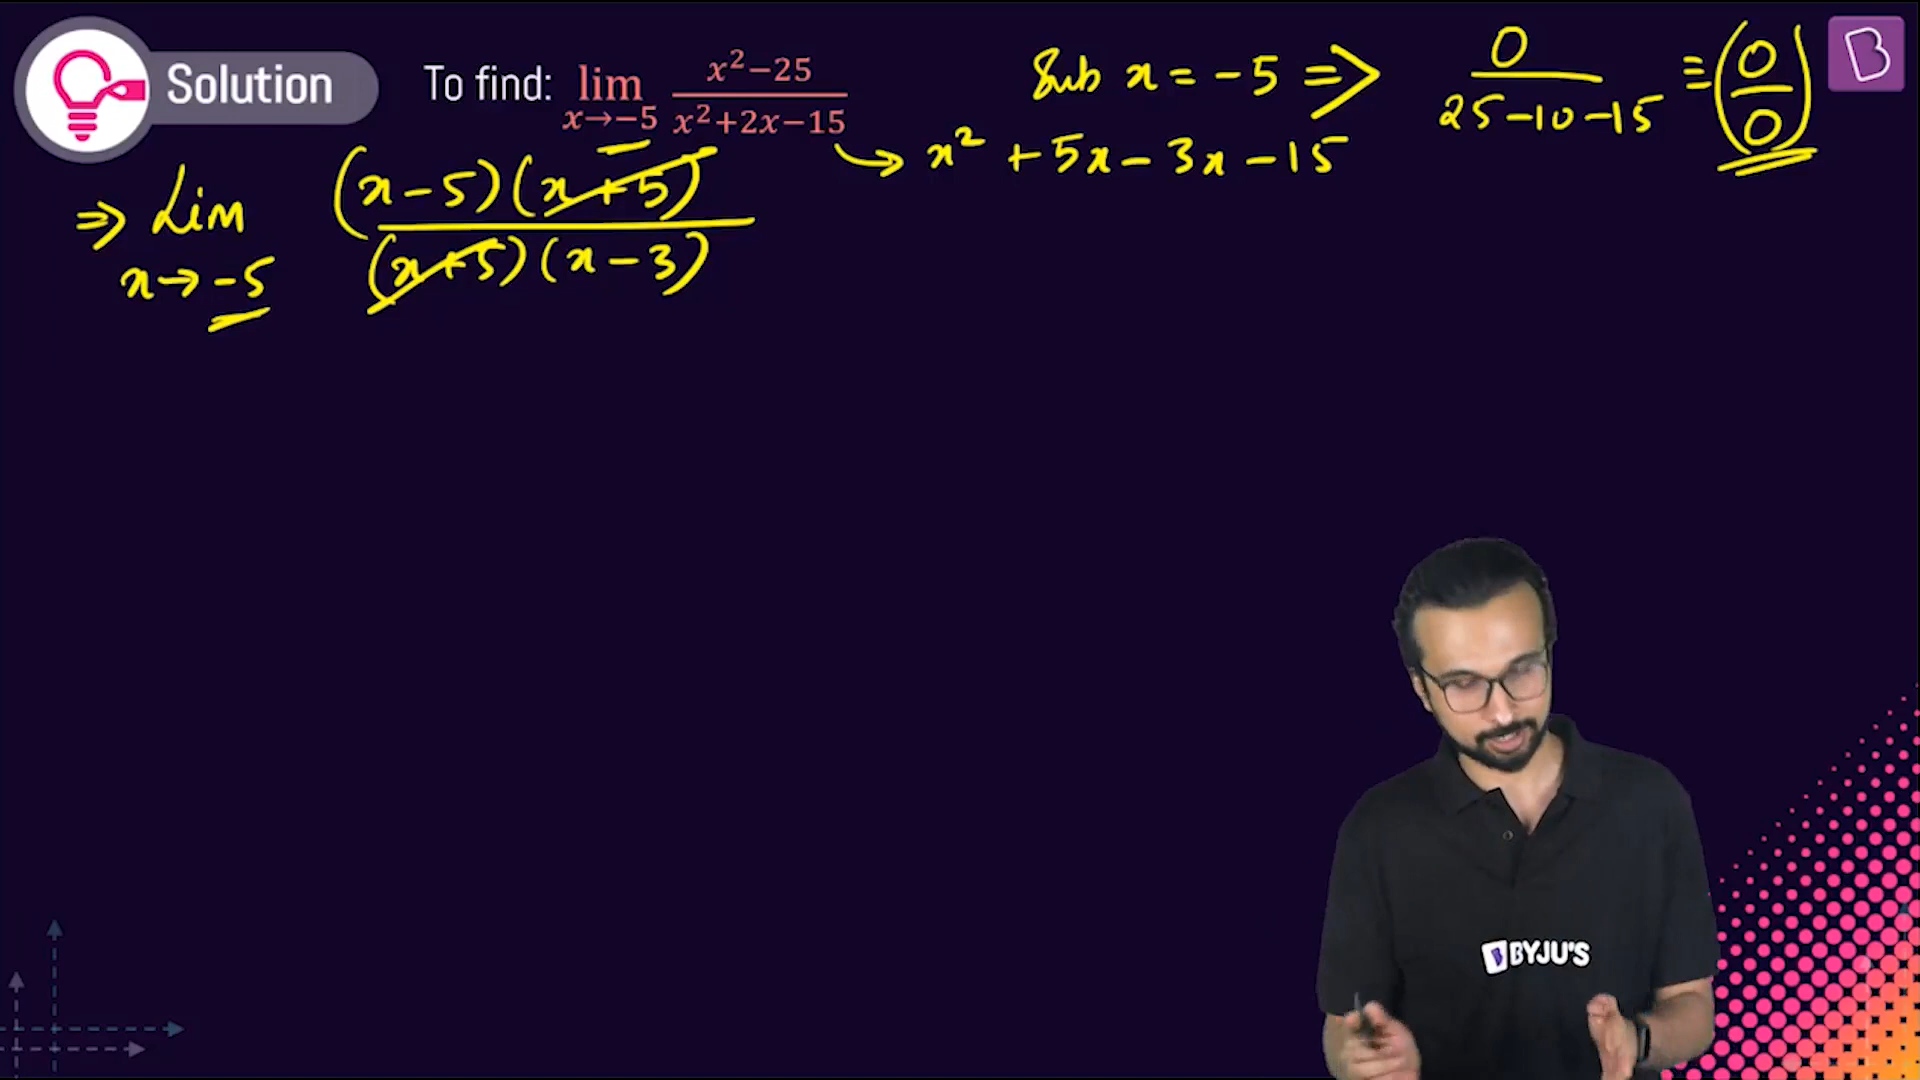 Solution
To find: lim x→−5 x²−25 / x²+2x−15
Sub x = -5 ⇒ 0 / 25-10-15 ≡ (0/0)
→ x² + 5x - 3x - 15
⇒ Lim x→-5 (x-5)(x+5) / (x+5)(x-3)
BYJU'S